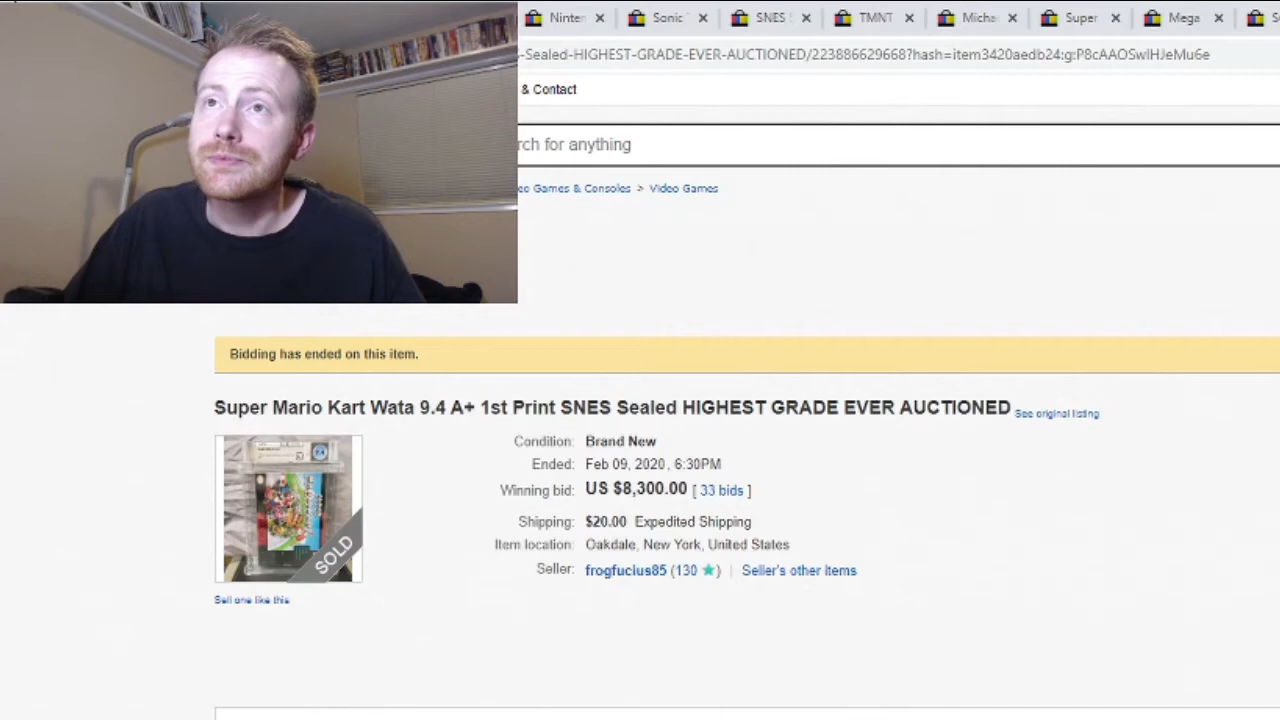 Ninte
Sonic
SNES
TMNT
Micha
Super
Mega
-Sealed-HIGHEST-GRADE-EVER-AUCTIONED/223886629668?hash=item3420aedb24:g:P8cAAOSwIHJeMu6e
& Contact
rch for anything
eo Games & Consoles > Video Games
Bidding has ended on this item.
Super Mario Kart Wata 9.4 A+ 1st Print SNES Sealed HIGHEST GRADE EVER AUCTIONED See original listing
Condition: Brand New
Ended: Feb 09, 2020, 6:30PM
Winning bid: US $8,300.00 [ 33 bids ]
Shipping: $20.00 Expedited Shipping
Item location: Oakdale, New York, United States
Seller: frogfucius85 (130 ★) | Seller's other items
SOLD
Sell one like this